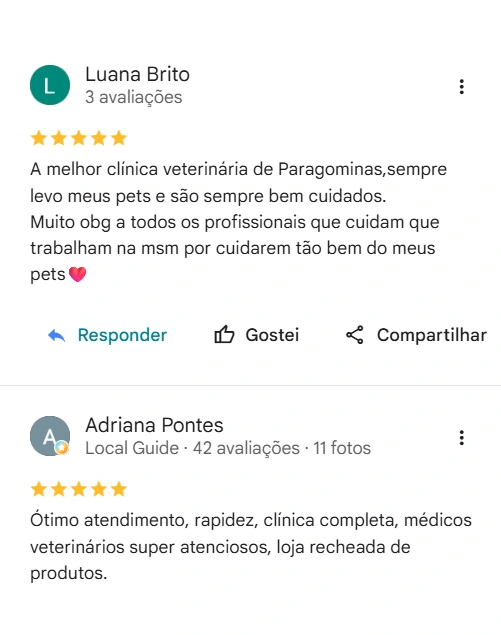 L
Luana Brito
3 avaliações
A melhor clínica veterinária de Paragominas,sempre
levo meus pets e são sempre bem cuidados.
Muito obg a todos os profissionais que cuidam que
trabalham na msm por cuidarem tão bem do meus
pets❤️
Responder Gostei Compartilhar
A
Adriana Pontes
Local Guide · 42 avaliações · 11 fotos
Ótimo atendimento, rapidez, clínica completa, médicos
veterinários super atenciosos, loja recheada de
produtos.